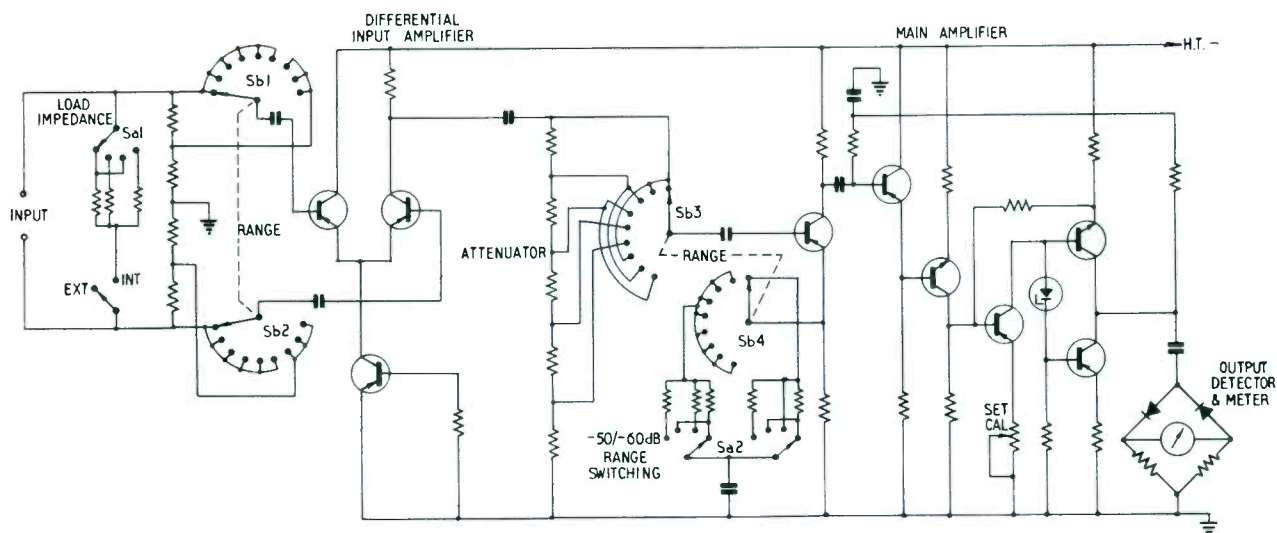 DIFFERENTIAL
INPUT AMPLIFIER
MAIN AMPLIFIER
H.T. -
Sb1
LOAD
IMPEDANCE
Sa1
INPUT
RANGE
Sb3
ATTENUATOR
RANGE
INT
EXT
Sb2
Sb4
OUTPUT
DETECTOR
& METER
SET
CAL
-50/-60dB
RANGE
SWITCHING
Sa2